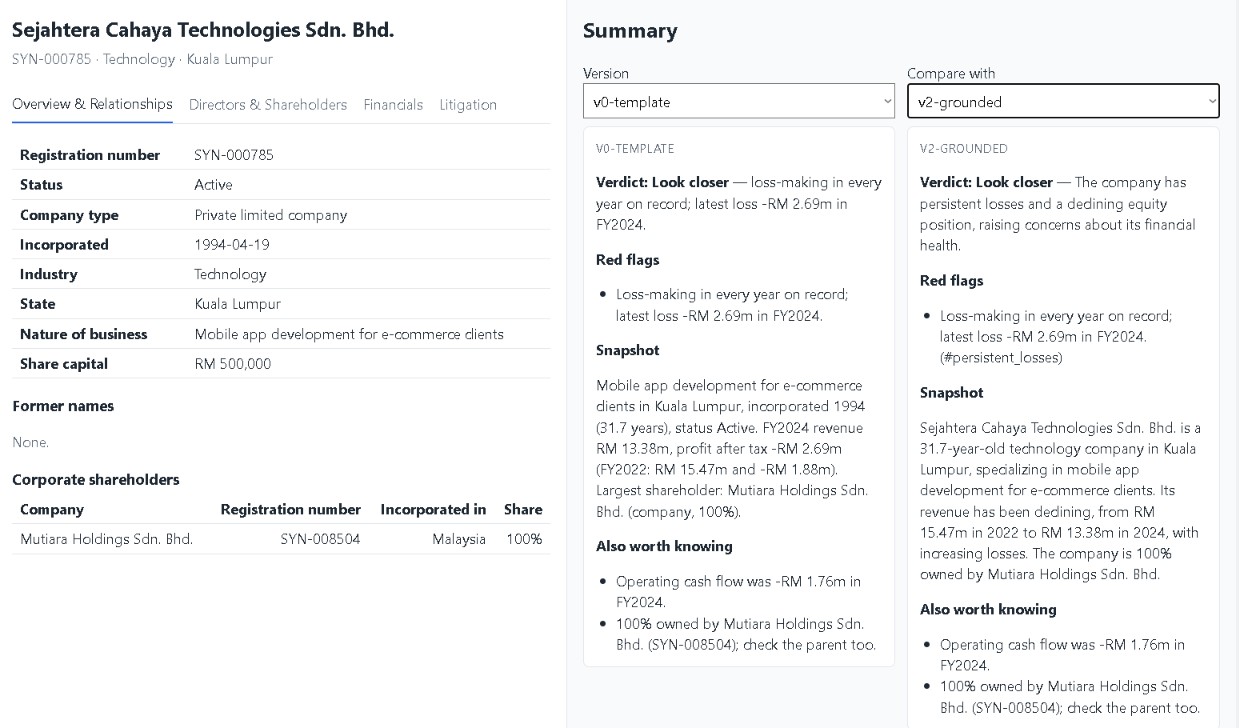 Sejahtera Cahaya Technologies Sdn. Bhd.
SYN-000785 · Technology · Kuala Lumpur
Overview & Relationships Directors & Shareholders Financials Litigation
Registration number SYN-000785
Status Active
Company type Private limited company
Incorporated 1994-04-19
Industry Technology
State Kuala Lumpur
Nature of business Mobile app development for e-commerce clients
Share capital RM 500,000
Former names
None.
Corporate shareholders
Company Registration number Incorporated in Share
Mutiara Holdings Sdn. Bhd. SYN-008504 Malaysia 100%
Summary
Version
v0-template
V0-TEMPLATE
Verdict: Look closer — loss-making in every
year on record; latest loss -RM 2.69m in
FY2024.
Red flags
• Loss-making in every year on record;
latest loss -RM 2.69m in FY2024.
Snapshot
Mobile app development for e-commerce
clients in Kuala Lumpur, incorporated 1994
(31.7 years), status Active. FY2024 revenue
RM 13.38m, profit after tax -RM 2.69m
(FY2022: RM 15.47m and -RM 1.88m).
Largest shareholder: Mutiara Holdings Sdn.
Bhd. (company, 100%).
Also worth knowing
• Operating cash flow was -RM 1.76m in
FY2024.
• 100% owned by Mutiara Holdings Sdn.
Bhd. (SYN-008504); check the parent too.
Compare with
v2-grounded
V2-GROUNDED
Verdict: Look closer — The company has
persistent losses and a declining equity
position, raising concerns about its financial
health.
Red flags
• Loss-making in every year on record;
latest loss -RM 2.69m in FY2024.
(#persistent_losses)
Snapshot
Sejahtera Cahaya Technologies Sdn. Bhd. is a
31.7-year-old technology company in Kuala
Lumpur, specializing in mobile app
development for e-commerce clients. Its
revenue has been declining, from RM
15.47m in 2022 to RM 13.38m in 2024, with
increasing losses. The company is 100%
owned by Mutiara Holdings Sdn. Bhd.
Also worth knowing
• Operating cash flow was -RM 1.76m in
FY2024.
• 100% owned by Mutiara Holdings Sdn.
Bhd. (SYN-008504); check the parent too.